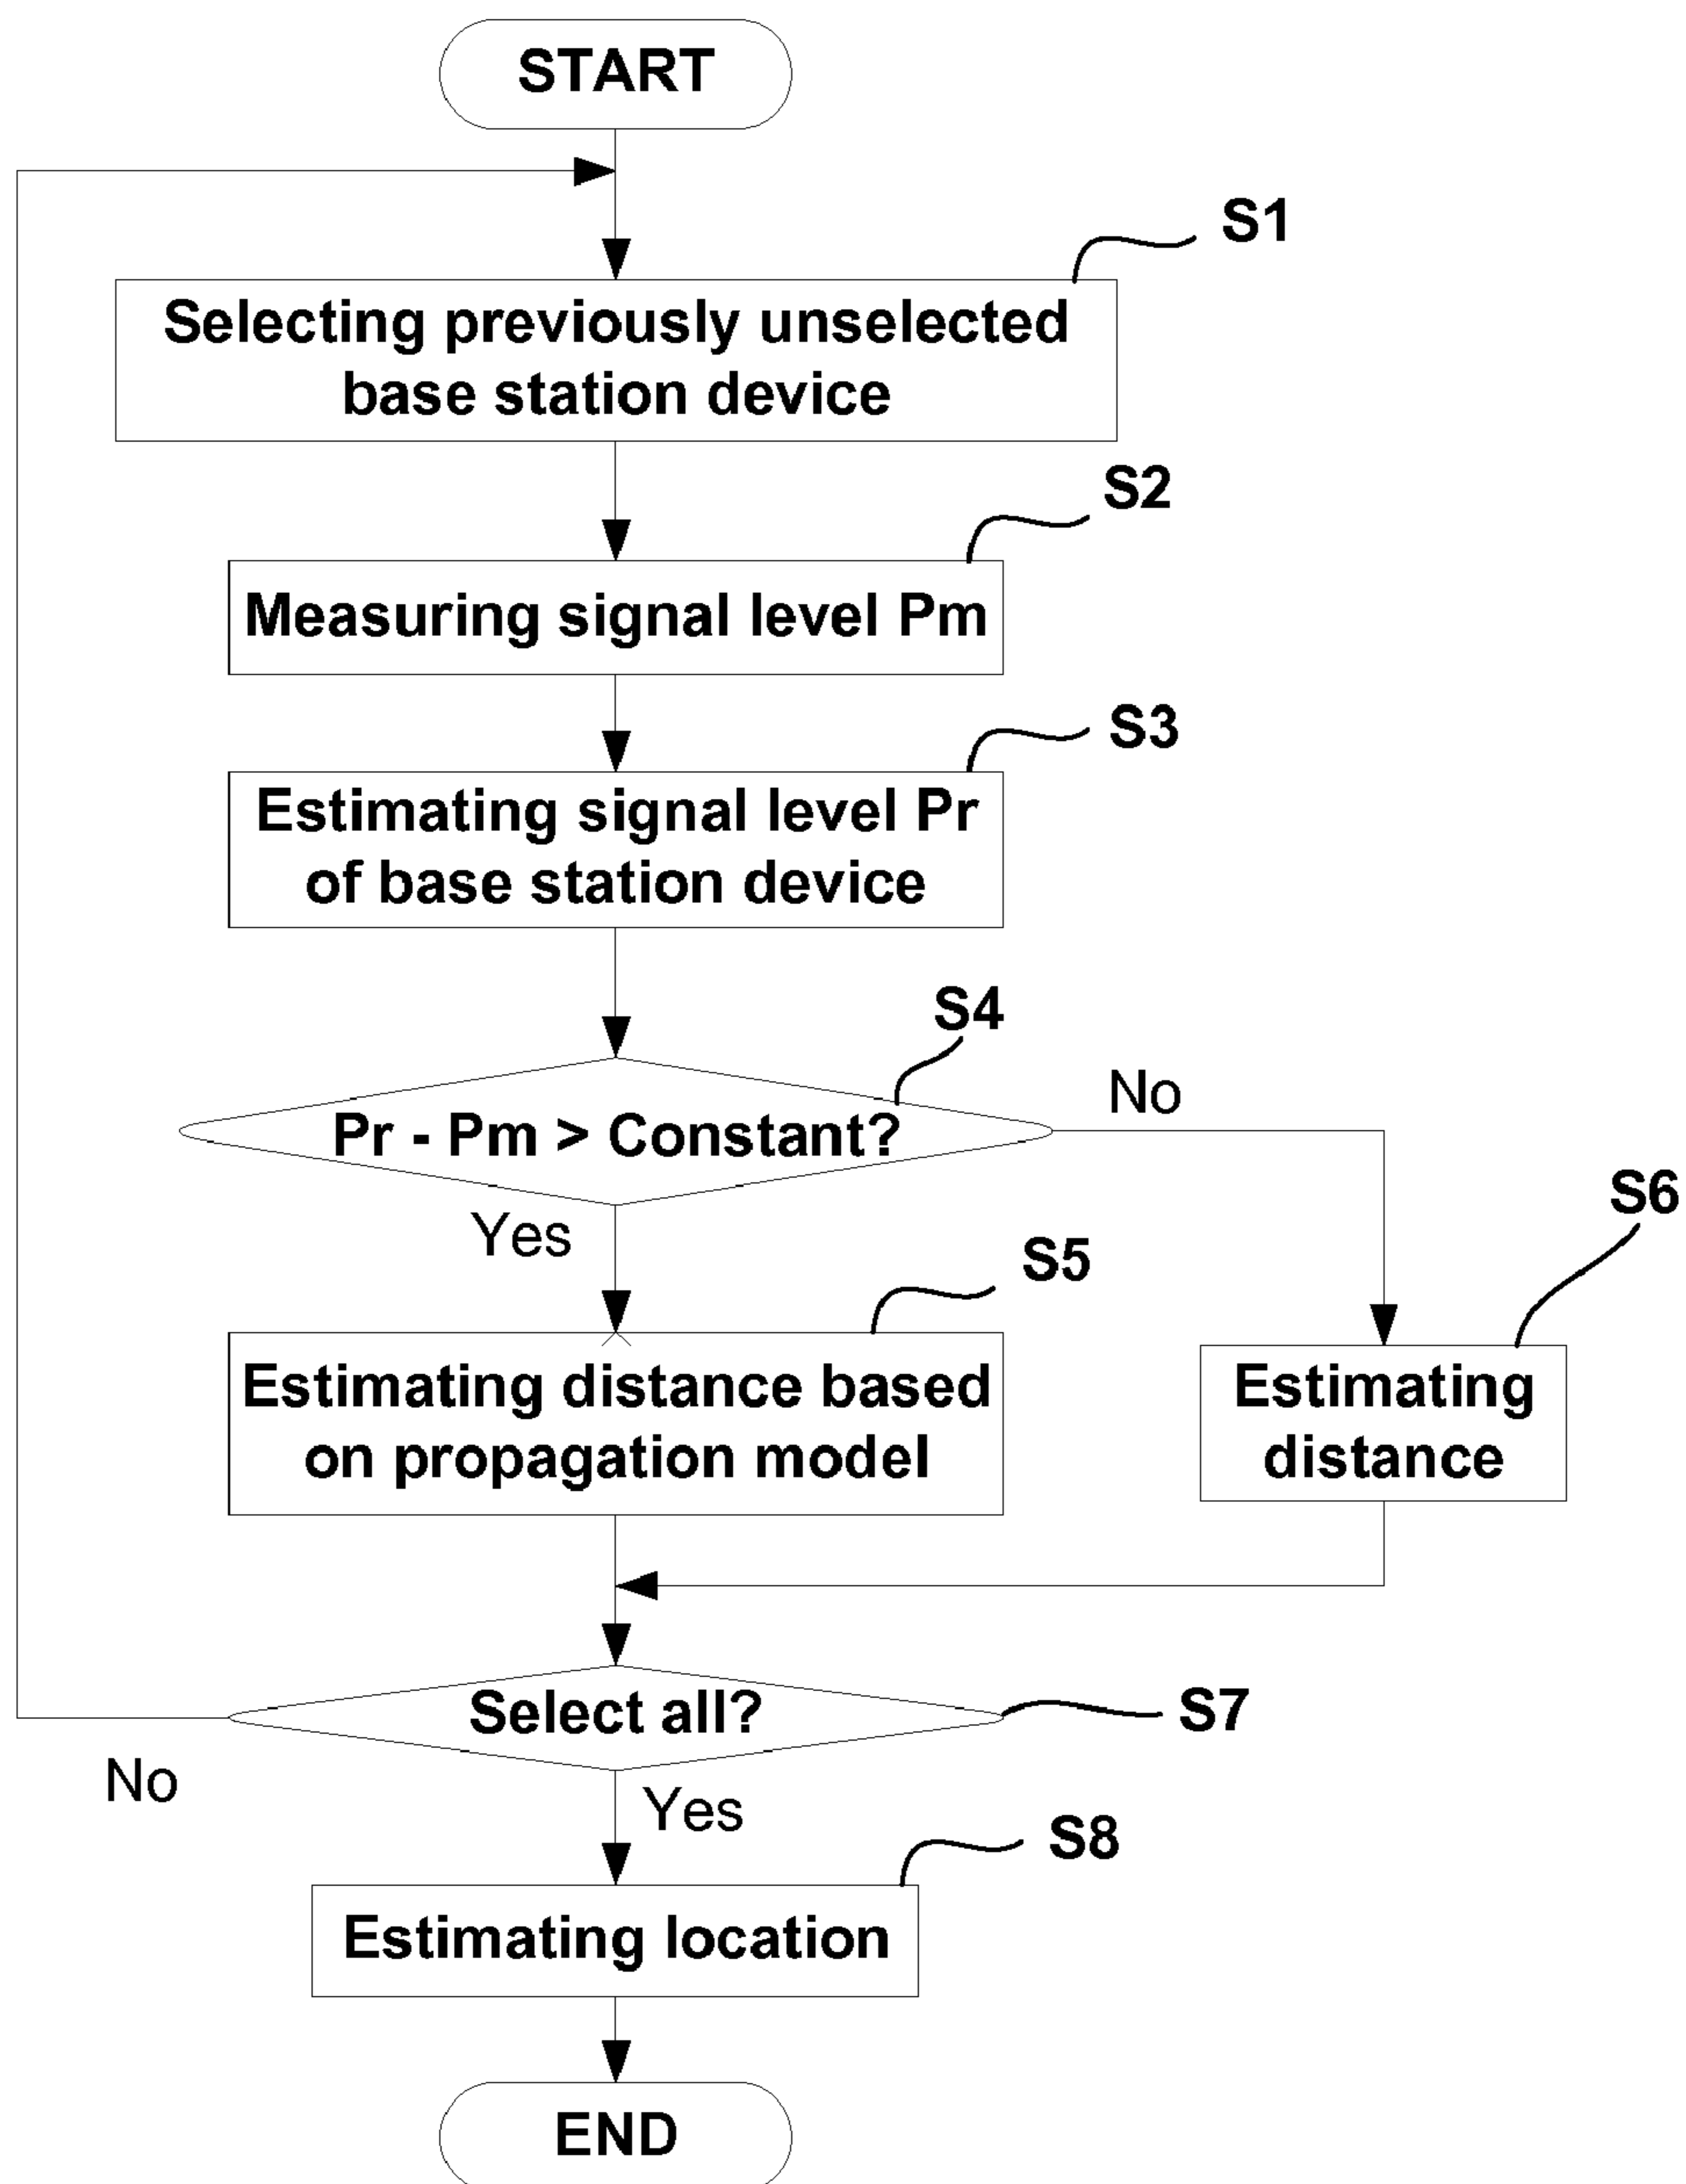 START
S1
Selecting previously unselected
base station device
S2
Measuring signal level Pm
S3
Estimating signal level Pr
of base station device
S4
Pr - Pm > Constant?
No
Yes
S5
S6
Estimating distance based
on propagation model
Estimating
distance
Select all?
S7
No
Yes
S8
Estimating location
END